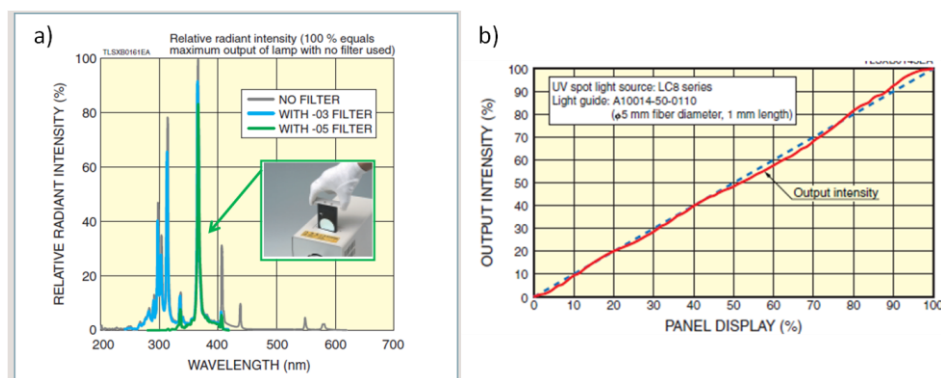 a)
Relative radiant intensity (100 % equals
maximum output of lamp with no filter used)
TLSXB0161EA
RELATIVE RADIANT INTENSITY (%)
100
80
60
40
20
0
NO FILTER
WITH -03 FILTER
WITH -05 FILTER
200 300 400 500 600 700
WAVELENGTH (nm)
b)
OUTPUT INTENSITY (%)
100
90
80
70
60
50
40
30
20
10
0
UV spot light source: LC8 series
Light guide: A10014-50-0110
(ϕ5 mm fiber diameter, 1 mm length)
Output intensity
0 10 20 30 40 50 60 70 80 90 100
PANEL DISPLAY (%)